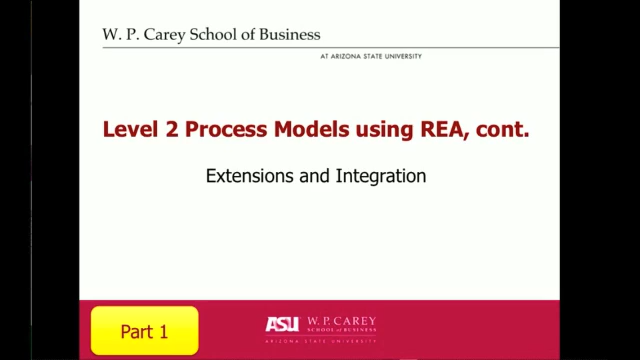 W. P. Carey School of Business
AT ARIZONA STATE UNIVERSITY
Level 2 Process Models using REA, cont.
Extensions and Integration
Part 1
ASU W. P. CAREY
SCHOOL OF BUSINESS
ARIZONA STATE UNIVERSITY